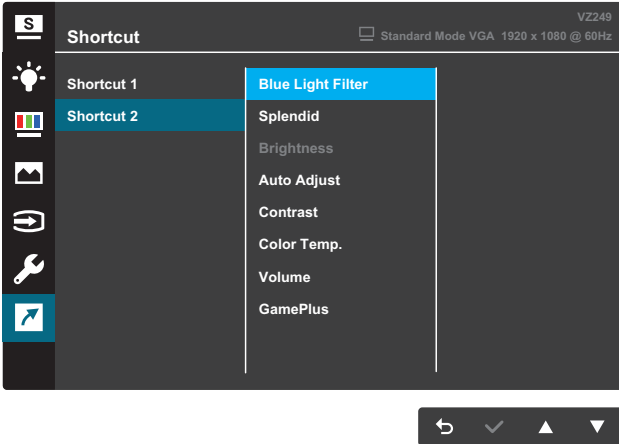 S
VZ249
Shortcut
Standard Mode VGA 1920 x 1080 @ 60Hz
Shortcut 1
Shortcut 2
Blue Light Filter
Splendid
Brightness
Auto Adjust
Contrast
Color Temp.
Volume
GamePlus